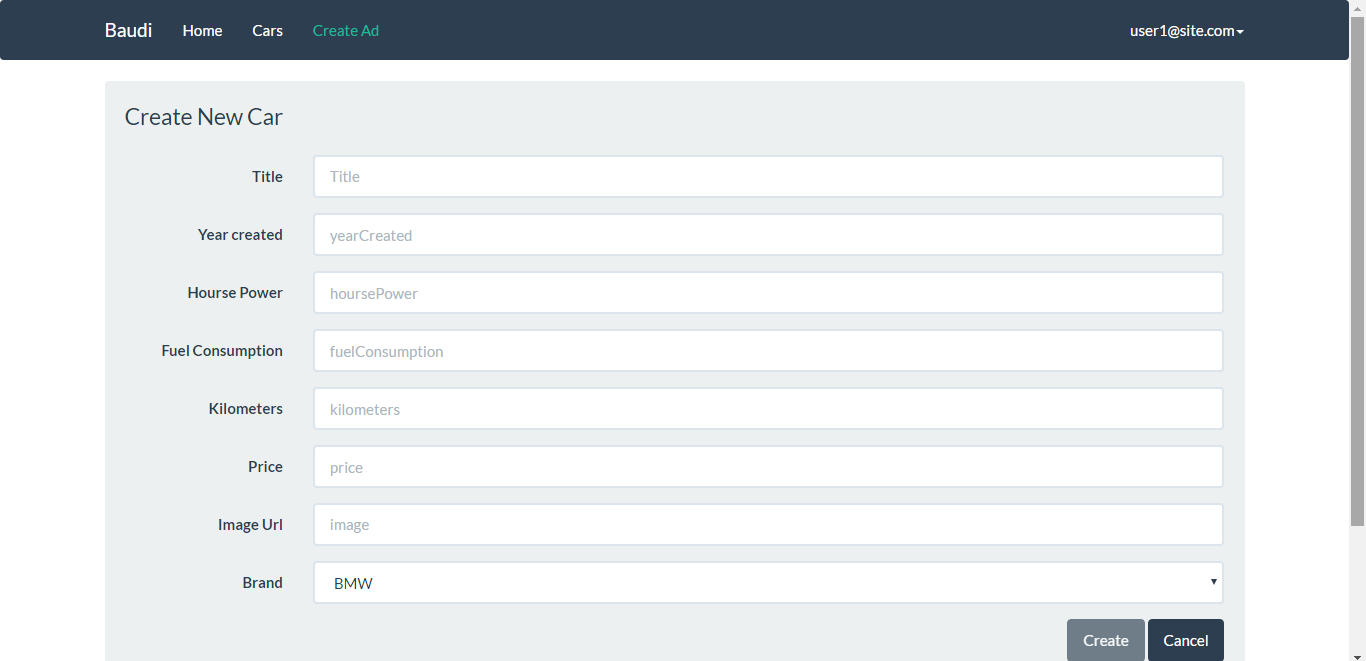 Baudi Home Cars Create Ad user1@site.com
Create New Car
Title Title
Year created yearCreated
Hourse Power hoursePower
Fuel Consumption fuelConsumption
Kilometers kilometers
Price price
Image Url image
Brand BMW
Create Cancel